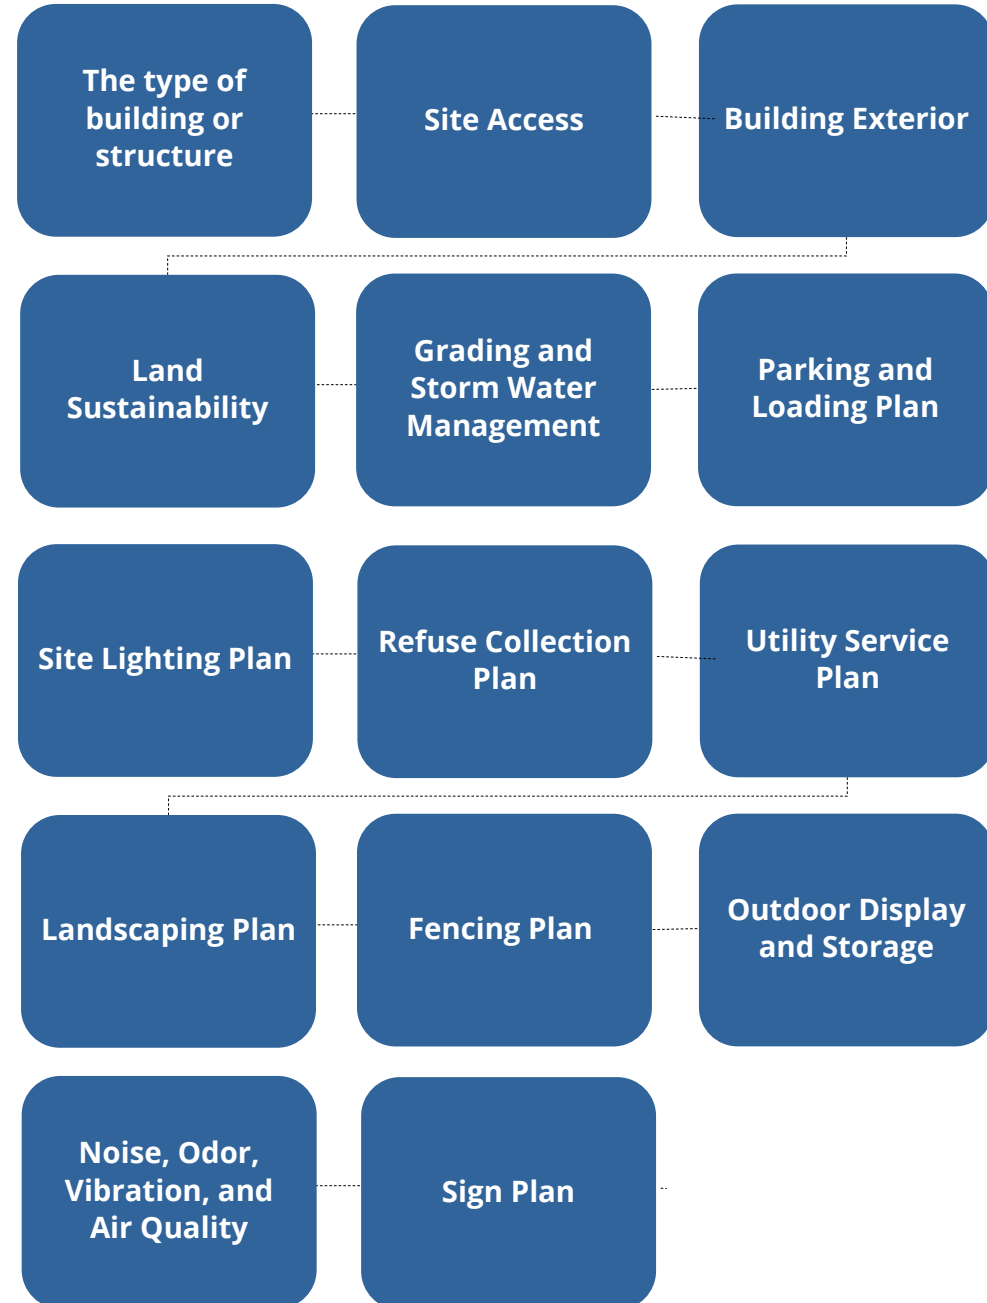 The type of
building or
structure
Site Access
Building Exterior
Land
Sustainability
Grading and
Storm Water
Management
Parking and
Loading Plan
Site Lighting Plan
Refuse Collection
Plan
Utility Service
Plan
Landscaping Plan
Fencing Plan
Outdoor Display
and Storage
Noise, Odor,
Vibration, and
Air Quality
Sign Plan